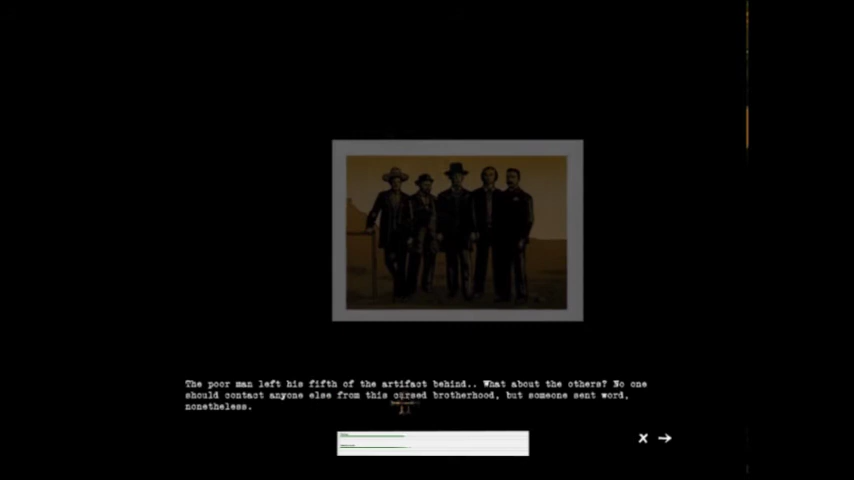 The poor man left his fifth of the artifact behind.. What about the others? No one
should contact anyone else from this cursed brotherhood, but someone sent word,
nonetheless.